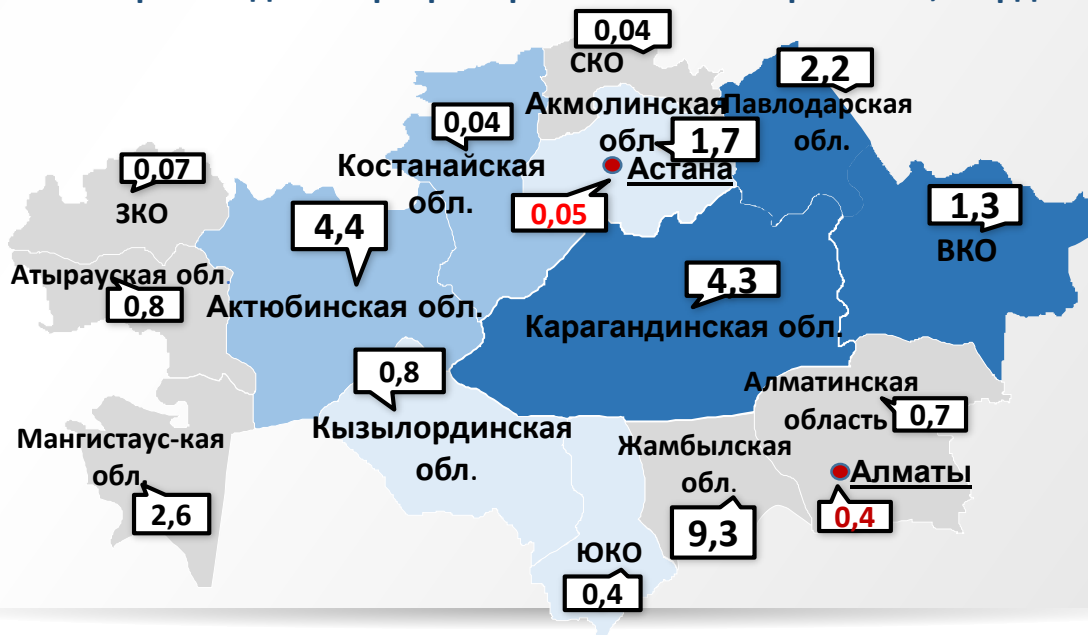 0,04
СКО
2,2
Акмолинская
обл
1,7
Павлодарская
обл.
0,04
Костанайская
обл.
Астана
0,05
0,07
ЗКО
4,4
Актюбинская обл.
1,3
ВКО
Атырауская обл.
0,8
4,3
Карагандинская обл.
0,8
Кызылординская
обл.
Алматинская
область
0,7
Мангистаус-кая
обл.
2,6
Жамбылская
обл.
9,3
Алматы
0,4
ЮКО
0,4